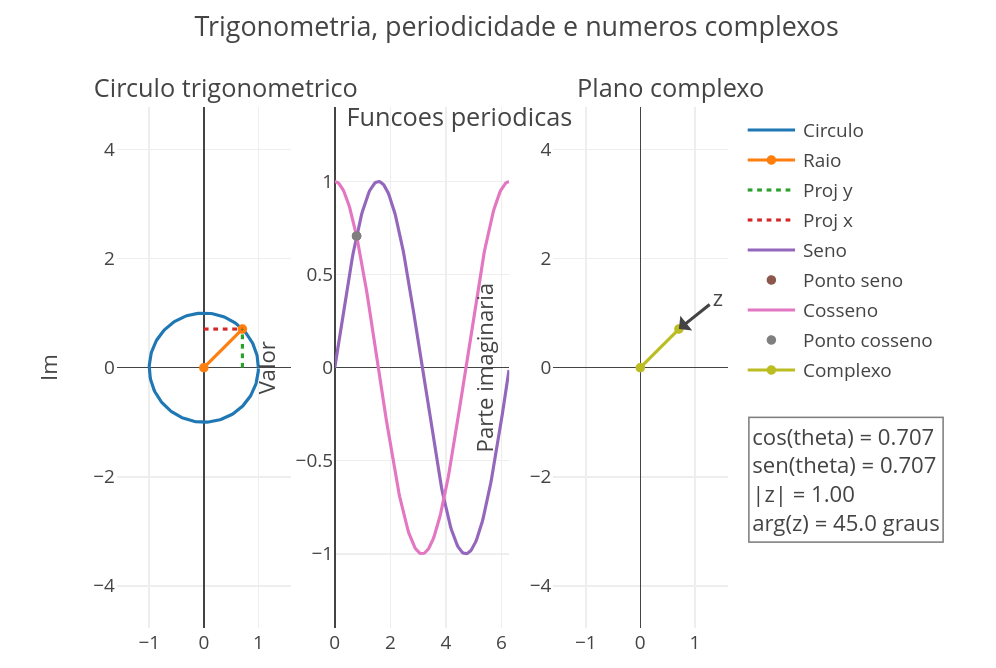 Trigonometria, periodicidade e numeros complexos
Circulo trigonometrico
Funcoes periodicas
Plano complexo
Im
4
2
0
−2
−4
−1
0
1
Valor
1
0.5
0
−0.5
−1
0
2
4
6
Parte imaginaria
4
2
0
−2
−4
−1
0
1
z
Circulo
Raio
Proj y
Proj x
Seno
Ponto seno
Cosseno
Ponto cosseno
Complexo
cos(theta) = 0.707
sen(theta) = 0.707
|z| = 1.00
arg(z) = 45.0 graus